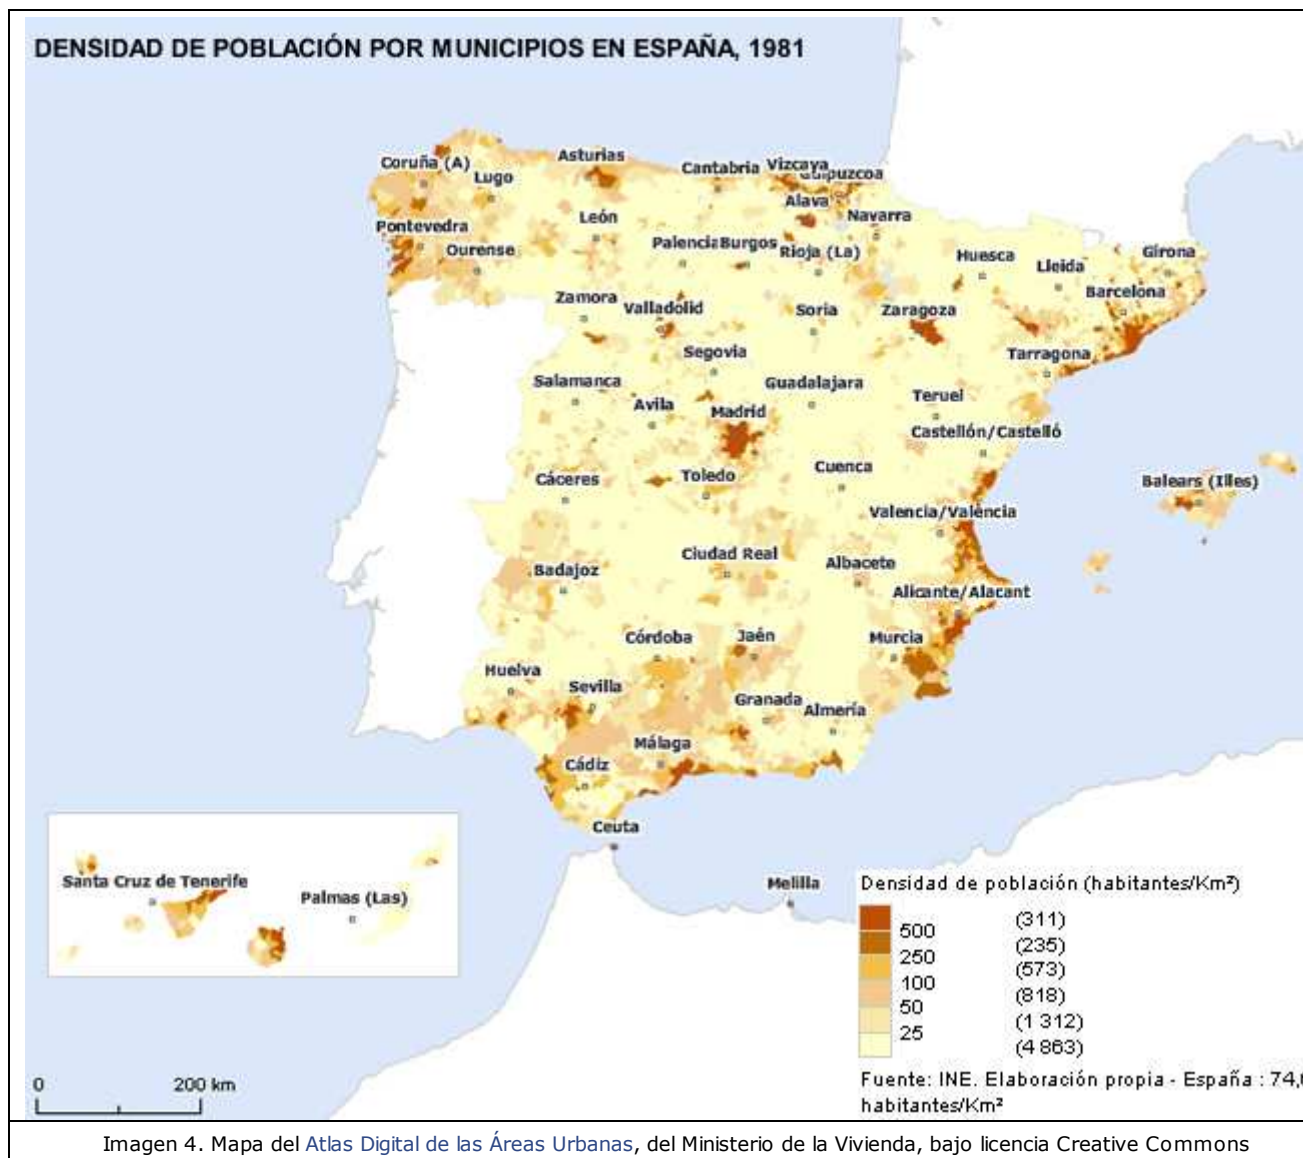 DENSIDAD DE POBLACIÓN POR MUNICIPIOS EN ESPAÑA, 1981
Coruña (A)
Lugo
Asturias
Cantabria
Vizcaya
Guipuzcoa
Alava
Navarra
León
Pontevedra
Ourense
Palencia
Burgos
Rioja (La)
Huesca
Lleida
Girona
Barcelona
Zamora
Valladolid
Soria
Zaragoza
Segovia
Tarragona
Salamanca
Avila
Madrid
Guadalajara
Teruel
Castellón/Castelló
Cáceres
Toledo
Cuenca
Balears (Illes)
Valencia/València
Ciudad Real
Albacete
Badajoz
Alicante/Alacant
Córdoba
Jaén
Murcia
Huelva
Sevilla
Granada
Almería
Málaga
Cádiz
Ceuta
Melilla
Santa Cruz de Tenerife
Palmas (Las)
Densidad de población (habitantes/Km²)
(311)
500
(235)
250
(573)
100
(818)
50
(1 312)
25
(4 863)
Fuente: INE. Elaboración propia - España : 74,
habitantes/Km²
0 200 km
Imagen 4. Mapa del Atlas Digital de las Áreas Urbanas, del Ministerio de la Vivienda, bajo licencia Creative Commons